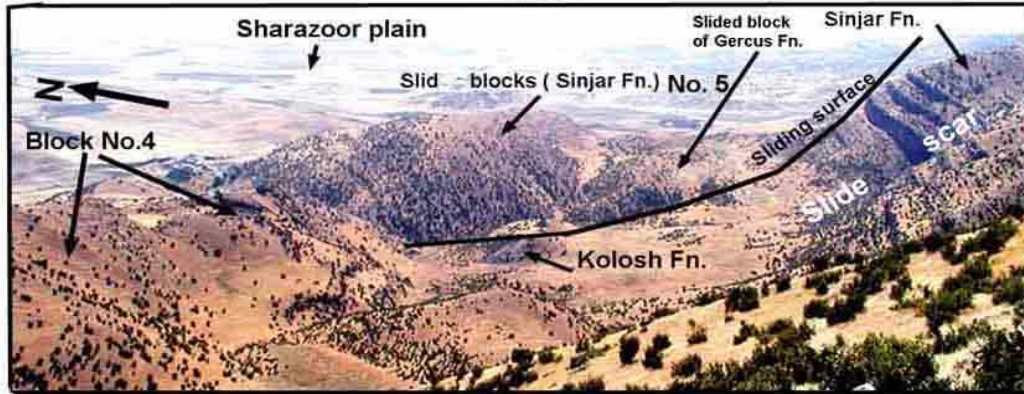 Sharazoor plain
Slided block
of Gercus Fn.
Sinjar Fn.
N
Slid blocks ( Sinjar Fn.) No. 5
Block No.4
Sliding surface
Slide scar
Kolosh Fn.